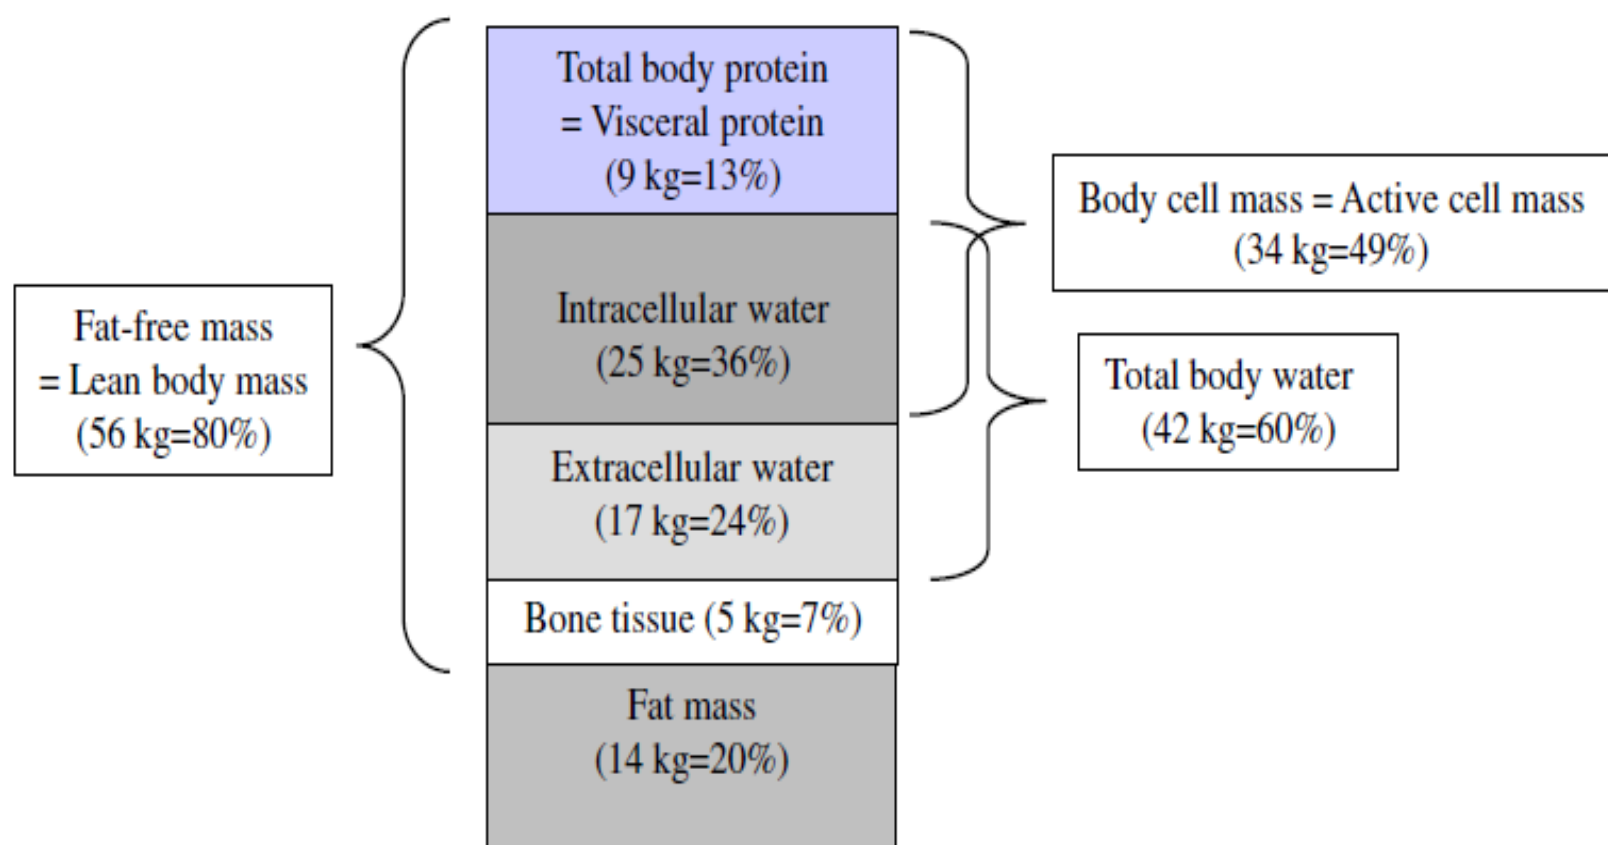 Total body protein
= Visceral protein
(9 kg=13%)
Intracellular water
(25 kg=36%)
Extracellular water
(17 kg=24%)
Bone tissue (5 kg=7%)
Fat mass
(14 kg=20%)
Fat-free mass
= Lean body mass
(56 kg=80%)
Body cell mass = Active cell mass
(34 kg=49%)
Total body water
(42 kg=60%)